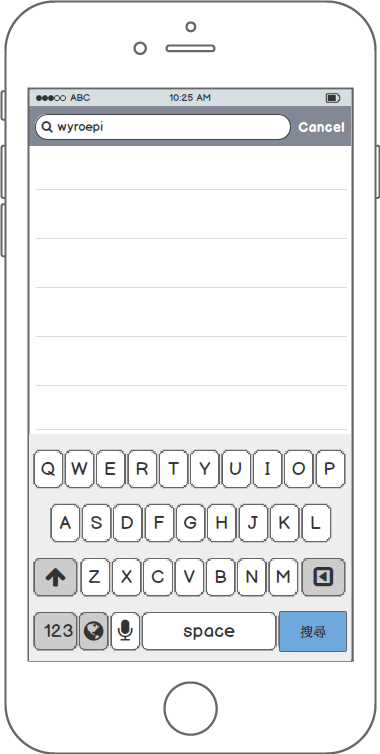 ABC 10:25 AM
wyroepi Cancel
Q W E R T Y U I O P
A S D F G H J K L
Z X C V B N M
123 space 搜尋